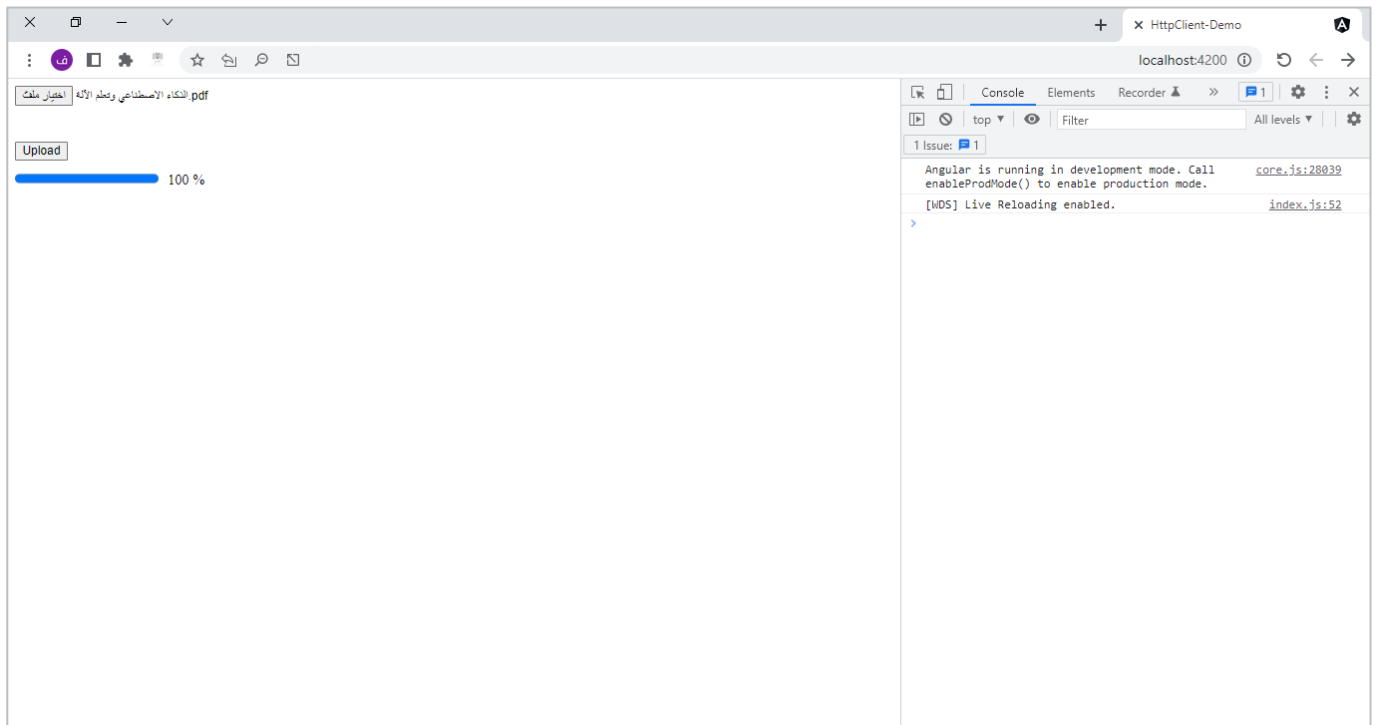 HttpClient-Demo
ف
localhost:4200
اختيار ملف الذكاء الاصطناعي وتعلم الآلة.pdf
Upload
100 %
Console Elements Recorder 1
top Filter All levels
1 Issue: 1
Angular is running in development mode. Call core.js:28039
enableProdMode() to enable production mode.
[WDS] Live Reloading enabled. index.js:52